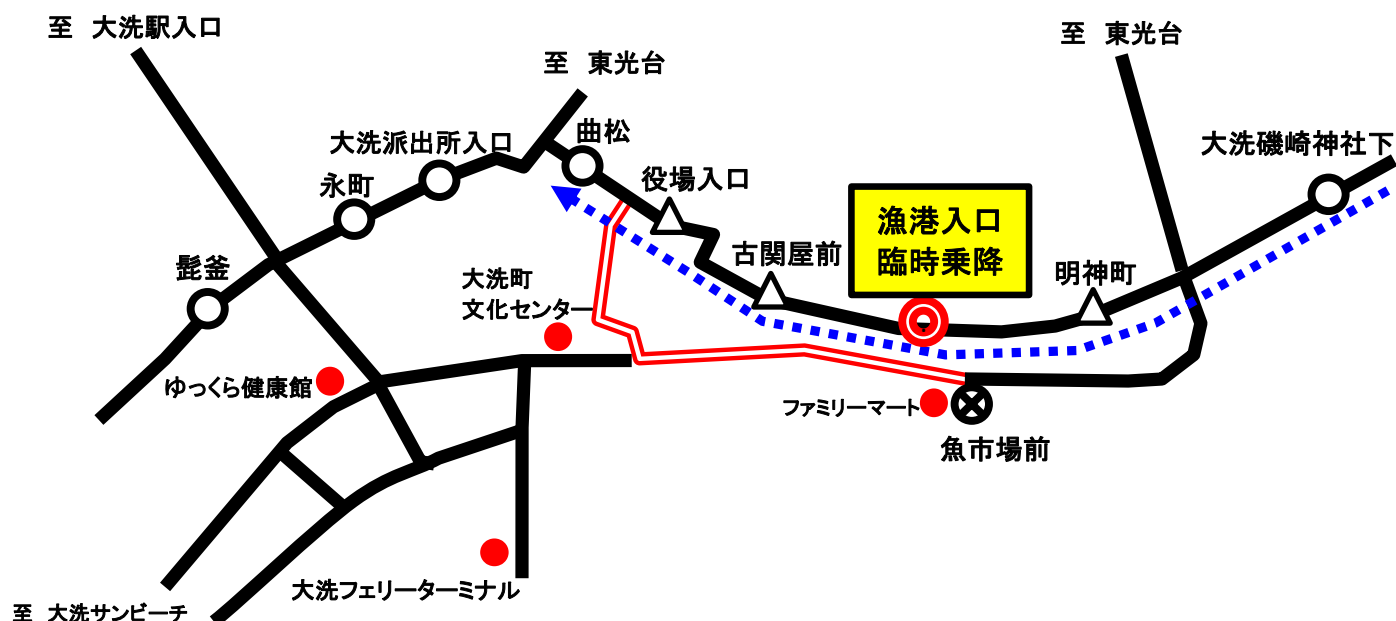 至　大洗駅入口
至　東光台
至　東光台
曲松
大洗派出所入口
大洗磯崎神社下
役場入口
永町
漁港入口
臨時乗降
古関屋前
明神町
髭釜
大洗町
文化センター
ゆっくら健康館
ファミリーマート
魚市場前
大洗フェリーターミナル
至　大洗サンビーチ